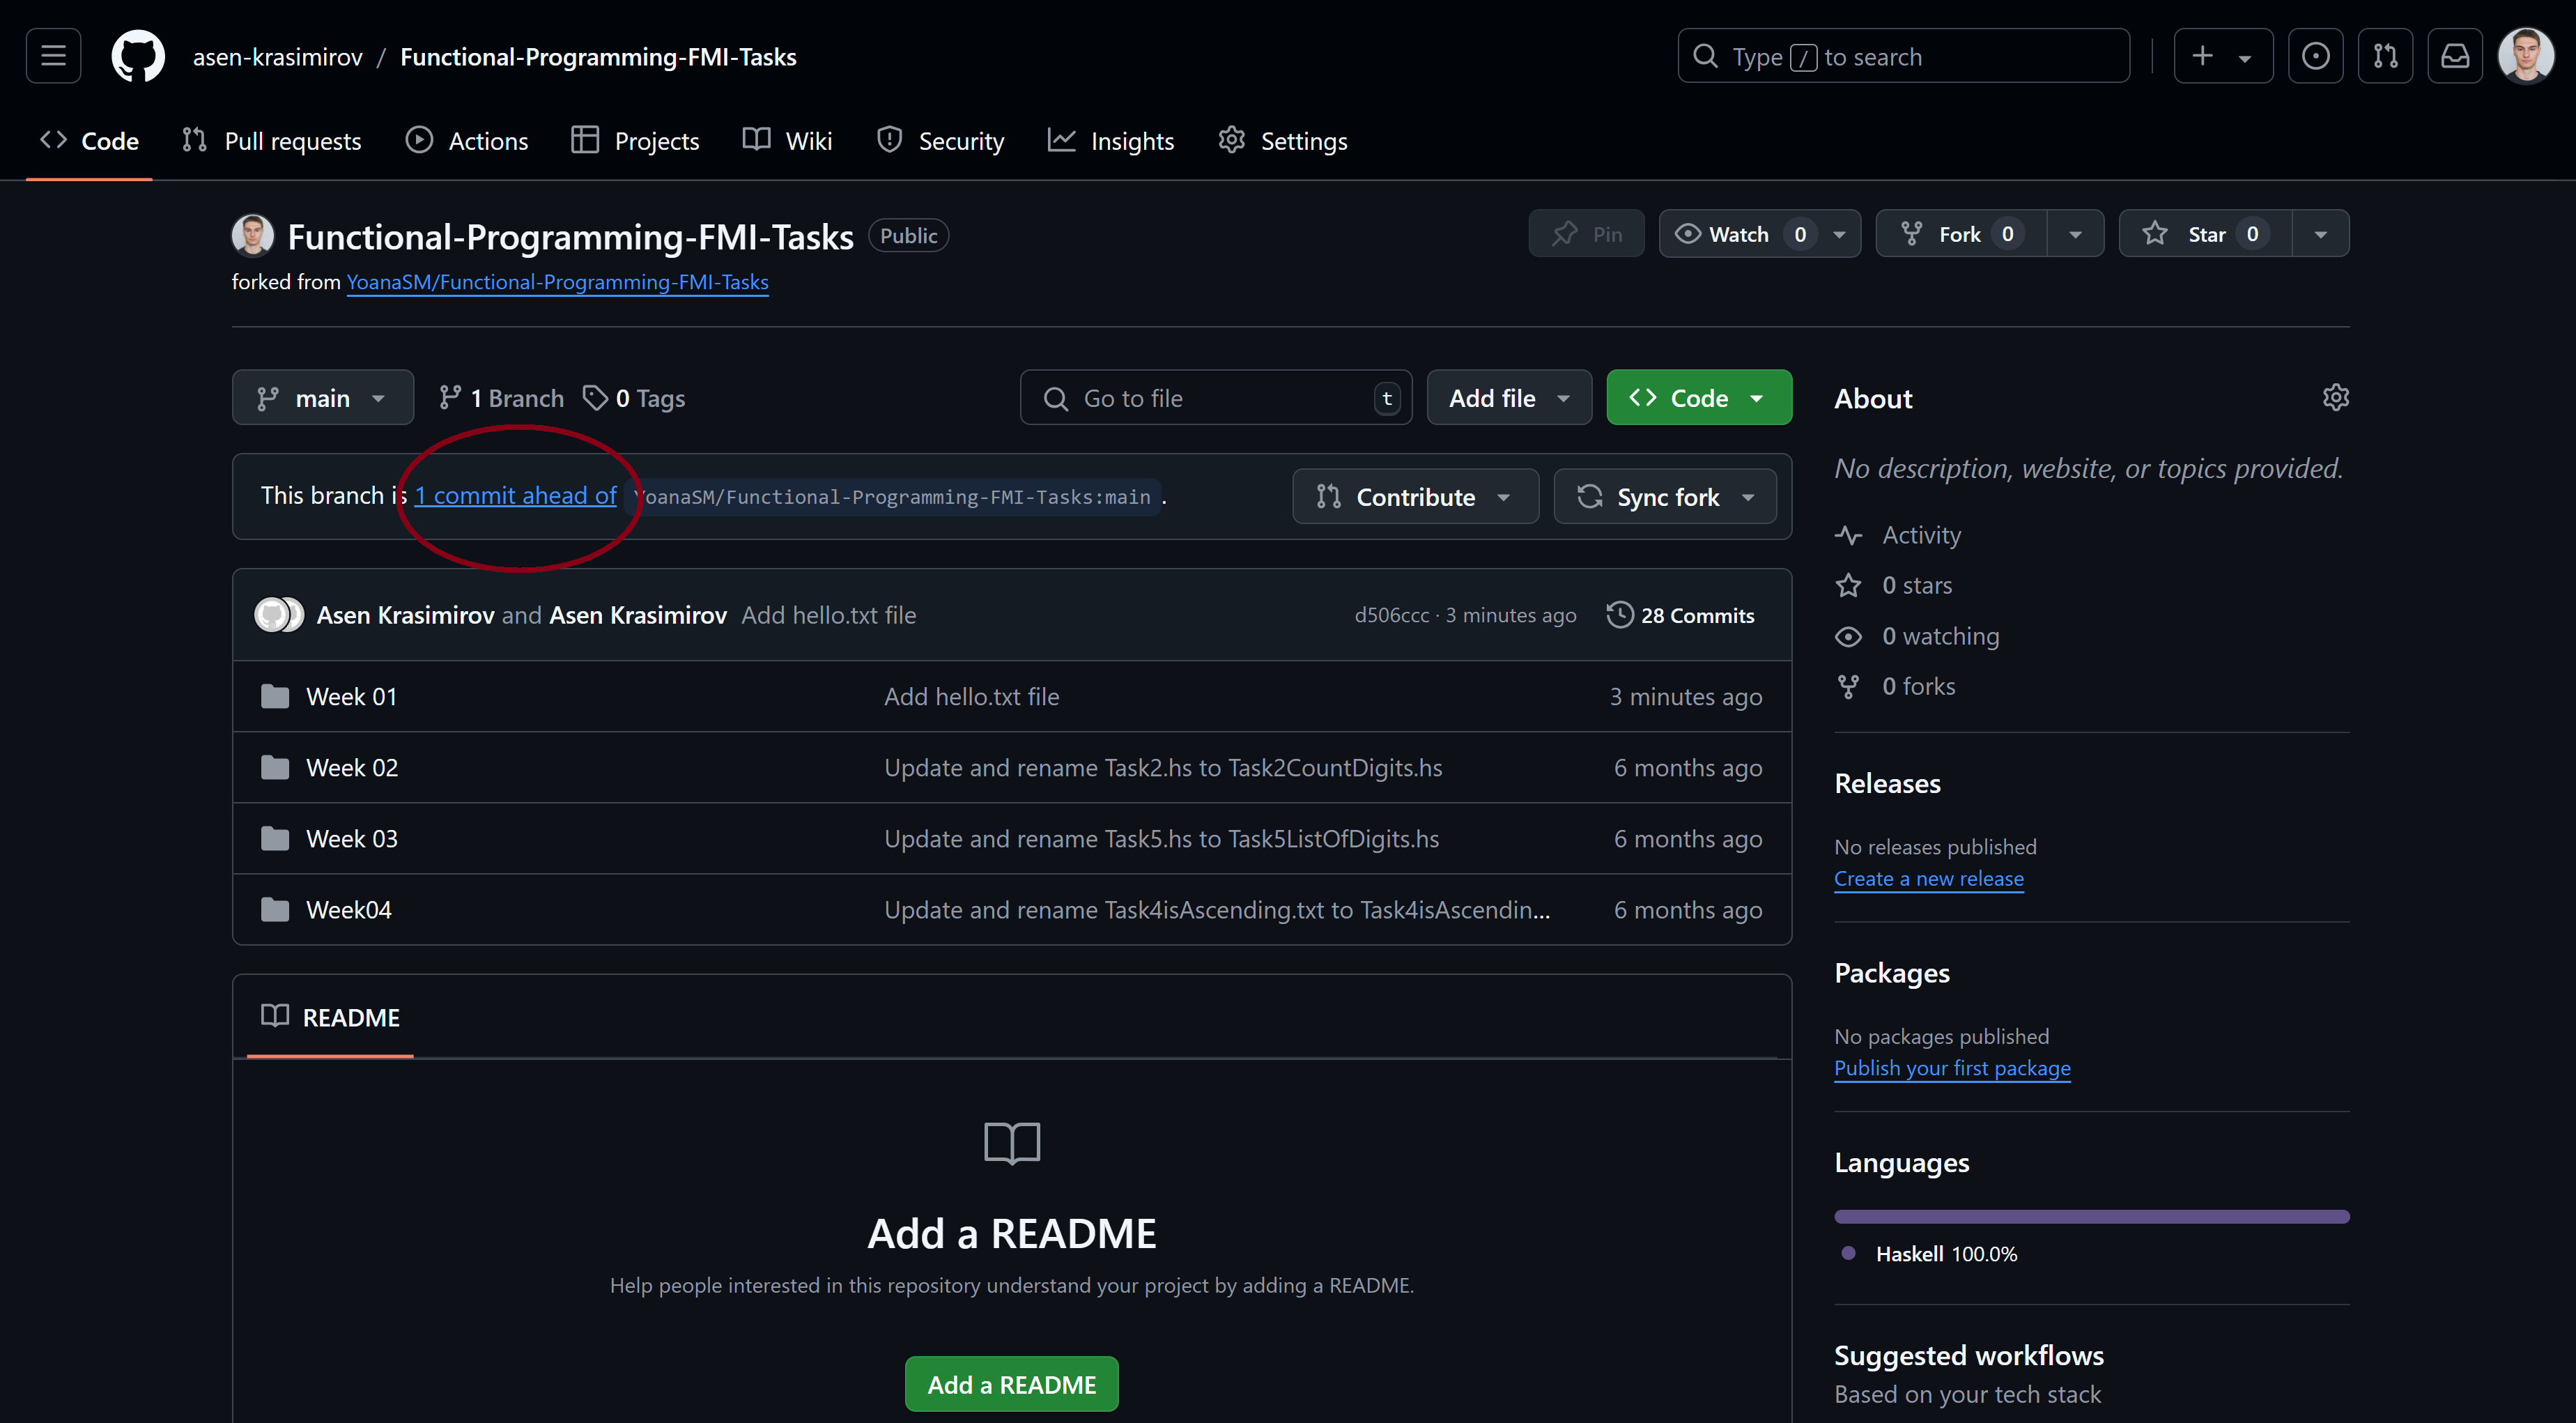 asen-krasimirov / Functional-Programming-FMI-Tasks
Type / to search
Code Pull requests Actions Projects Wiki Security Insights Settings
Functional-Programming-FMI-Tasks Public
Pin Watch 0 Fork 0 Star 0
forked from YoanaSM/Functional-Programming-FMI-Tasks
main 1 Branch 0 Tags Go to file t Add file Code
This branch is 1 commit ahead of YoanaSM/Functional-Programming-FMI-Tasks:main .
Contribute Sync fork
Asen Krasimirov and Asen Krasimirov Add hello.txt file d506ccc · 3 minutes ago 28 Commits
Week 01 Add hello.txt file 3 minutes ago
Week 02 Update and rename Task2.hs to Task2CountDigits.hs 6 months ago
Week 03 Update and rename Task5.hs to Task5ListOfDigits.hs 6 months ago
Week04 Update and rename Task4isAscending.txt to Task4isAscendin... 6 months ago
README
Add a README
Help people interested in this repository understand your project by adding a README.
Add a README
About
No description, website, or topics provided.
Activity
0 stars
0 watching
0 forks
Releases
No releases published
Create a new release
Packages
No packages published
Publish your first package
Languages
Haskell 100.0%
Suggested workflows
Based on your tech stack